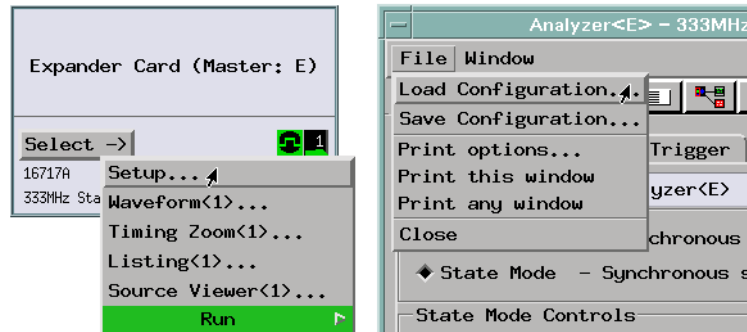 Expander Card (Master: E)
Select ->
1
16717A
333MHz Sta
Setup...
Waveform<1>...
Timing Zoom<1>...
Listing<1>...
Source Viewer<1>...
Run
Analyzer<E> - 333MHz
File Window
Load Configuration...
Save Configuration...
Print options...
Print this window
Print any window
Close
Trigger
yzer<E>
chronous
State Mode - Synchronous s
State Mode Controls